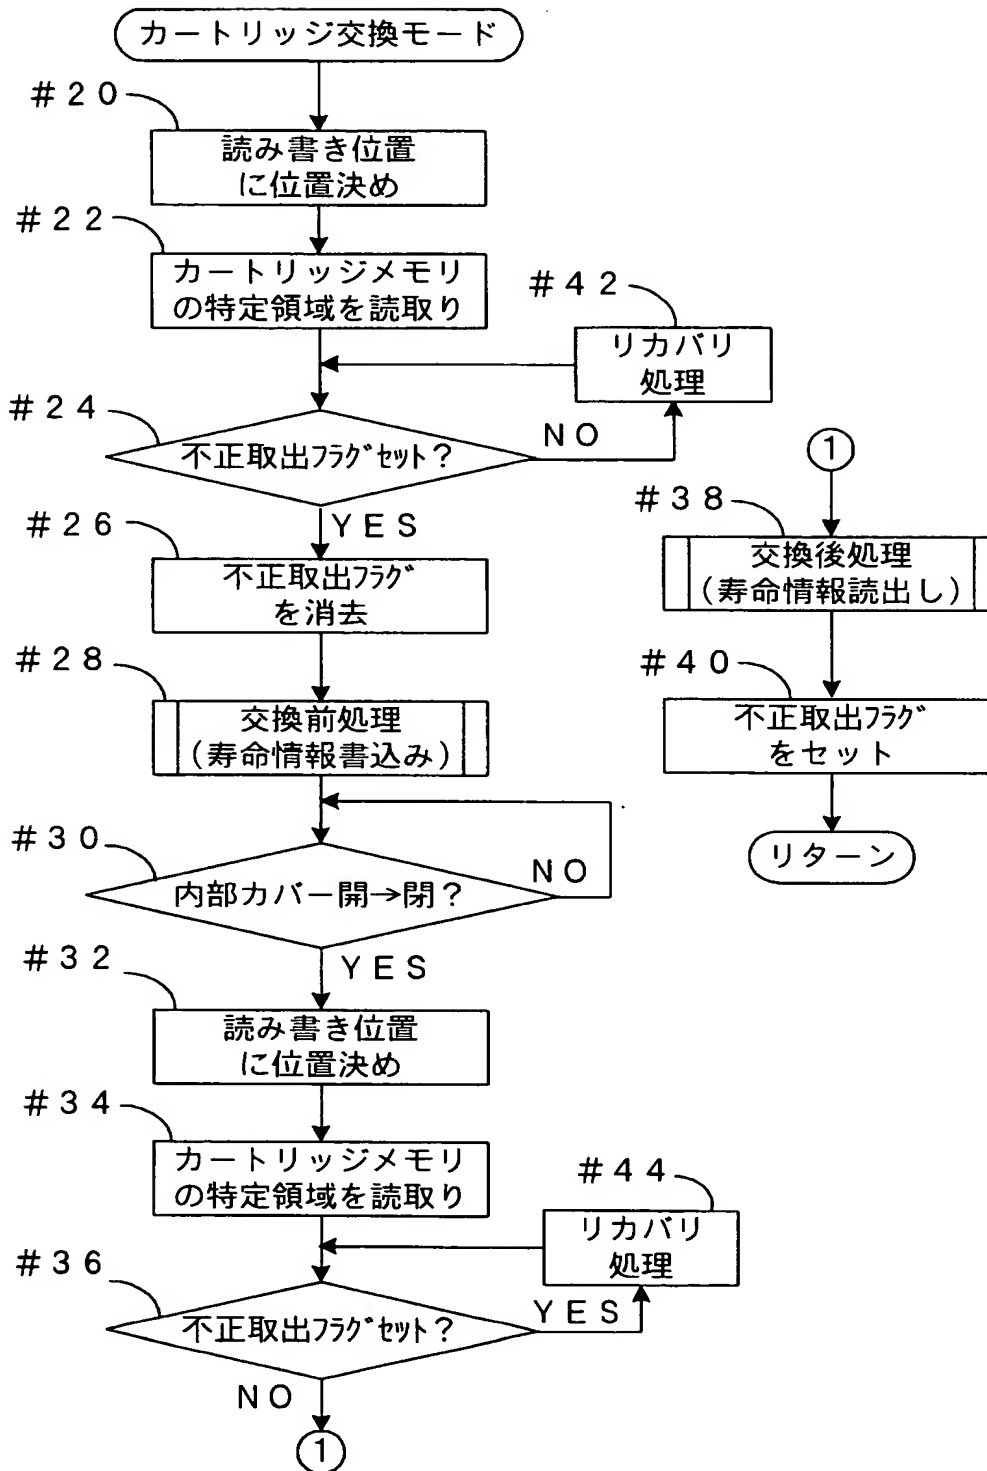 カートリッジ交換モード
#20
読み書き位置
に位置決め
#22
カートリッジメモリ
の特定領域を読取り
#42
リカバリ
処理
#24
不正取出ﾌﾗｸﾞｾｯﾄ?
NO
YES
#26
不正取出ﾌﾗｸﾞ
を消去
#28
交換前処理
(寿命情報書込み)
#30
内部カバー開→閉?
NO
YES
#32
読み書き位置
に位置決め
#34
カートリッジメモリ
の特定領域を読取り
#44
リカバリ
処理
#36
不正取出ﾌﾗｸﾞｾｯﾄ?
YES
NO
1
1
#38
交換後処理
(寿命情報読出し)
#40
不正取出ﾌﾗｸﾞ
をセット
リターン